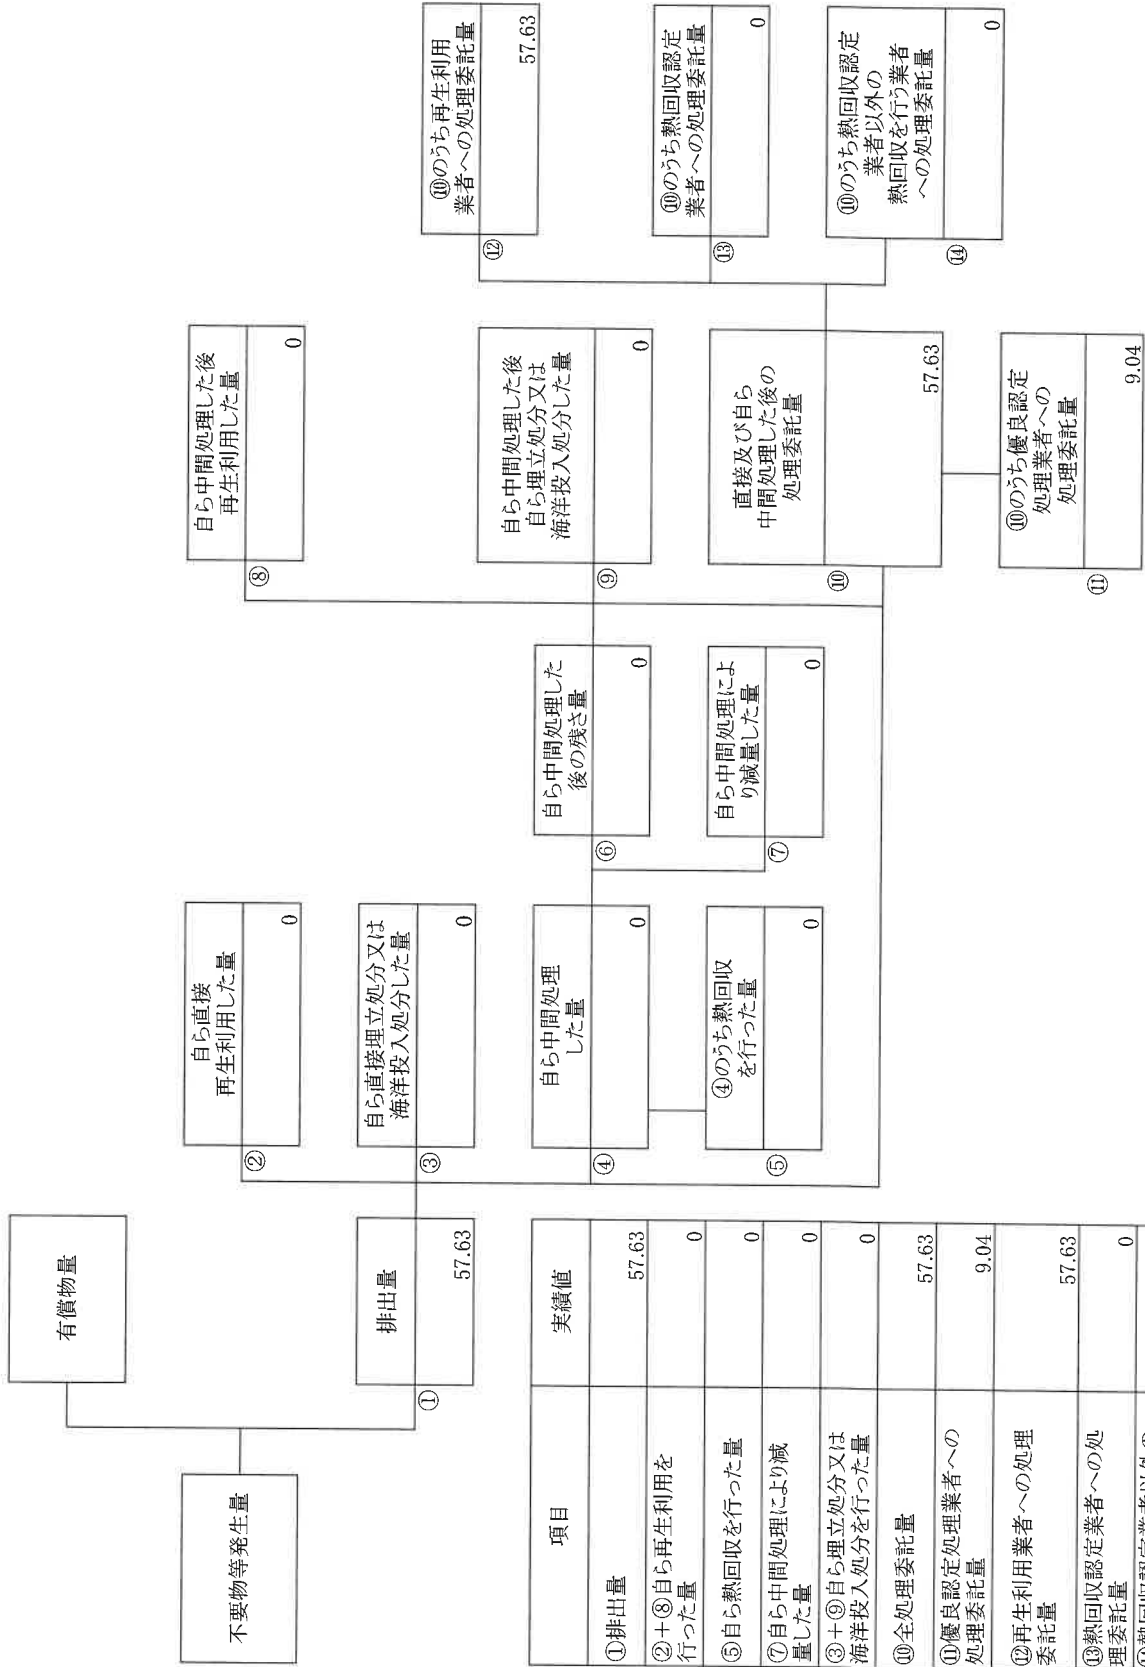 不要物等発生量
有償物量
排出量
①
57.63
自ら直接
再生利用した量
②
0
自ら直接埋立処分又は
海洋投入処分した量
③
0
自ら中間処理
した量
④
0
④のうち熱回収
を行った量
⑤
0
自ら中間処理した
後の残さ量
⑥
0
自ら中間処理によ
り減量した量
⑦
0
自ら中間処理した後
再生利用した量
⑧
0
自ら中間処理した後
自ら埋立処分又は
海洋投入処分した量
⑨
0
直接及び自ら
中間処理した後の
処理委託量
⑩
57.63
⑩のうち優良認定
処理業者への
処理委託量
⑪
9.04
⑩のうち再生利用
業者への処理委託量
⑫
57.63
⑩のうち熱回収認定
業者への処理委託量
⑬
0
⑩のうち熱回収認定
業者以外の
熱回収を行う業者
への処理委託量
⑭
0
項目 実績値
①排出量 57.63
②+⑧自ら再生利用を
行った量 0
⑤自ら熱回収を行った量 0
⑦自ら中間処理により減
量した量 0
③+⑨自ら埋立処分又は
海洋投入処分を行った量 0
⑩全処理委託量 57.63
⑪優良認定処理業者への
処理委託量 9.04
⑫再生利用業者への処理
委託量 57.63
⑬熱回収認定業者への処
理委託量 0